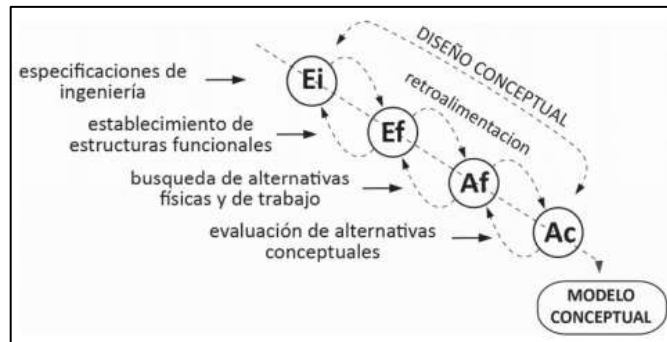 especificaciones de
ingeniería
Ei
DISEÑO CONCEPTUAL
retroalimentacion
establecimiento de
estructuras funcionales
Ef
busqueda de alternativas
físicas y de trabajo
Af
evaluación de alternativas
conceptuales
Ac
MODELO
CONCEPTUAL